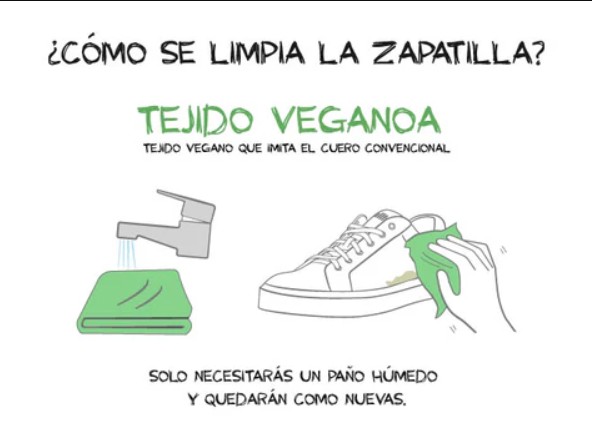 ¿CÓMO SE LIMPIA LA ZAPATILLA?
TEJIDO VEGANOA
TEJIDO VEGANO QUE IMITA EL CUERO CONVENCIONAL
SOLO NECESITARÁS UN PAÑO HÚMEDO
Y QUEDARÁN COMO NUEVAS.